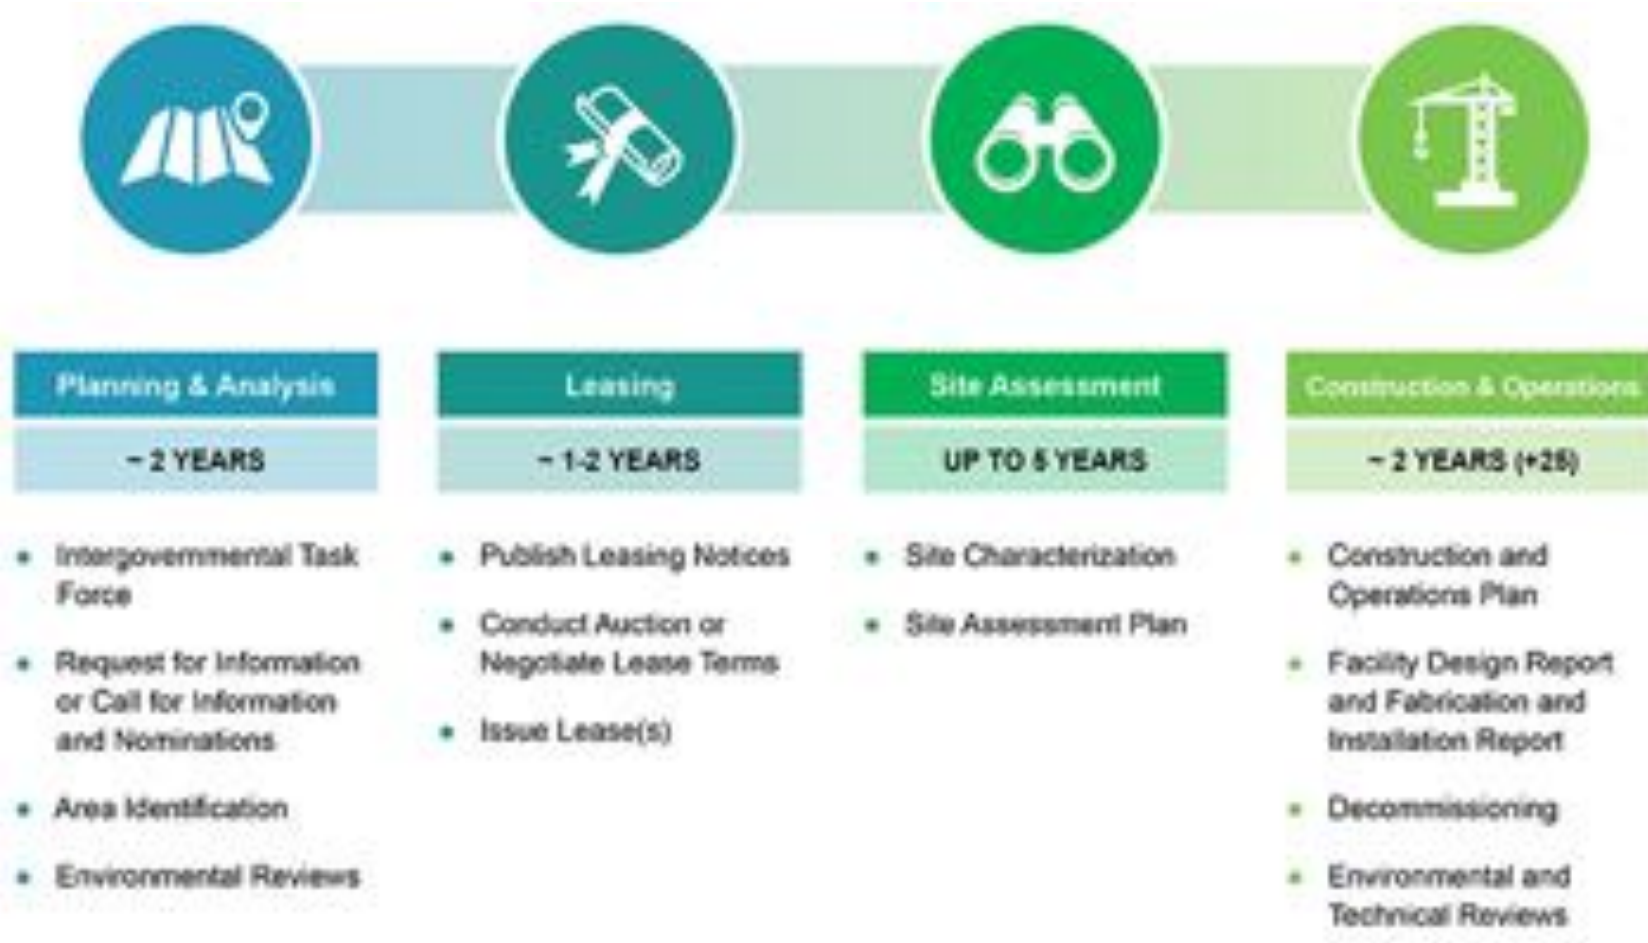 Planning & Analysis
~ 2 YEARS
• Intergovernmental Task
Force
• Request for Information
or Call for Information
and Nominations
• Area Identification
• Environmental Reviews
Leasing
~ 1-2 YEARS
• Publish Leasing Notices
• Conduct Auction or
Negotiate Lease Terms
• Issue Lease(s)
Site Assessment
UP TO 5 YEARS
• Site Characterization
• Site Assessment Plan
Construction & Operations
~ 2 YEARS (+25)
• Construction and
Operations Plan
• Facility Design Report
and Fabrication and
Installation Report
• Decommissioning
• Environmental and
Technical Reviews